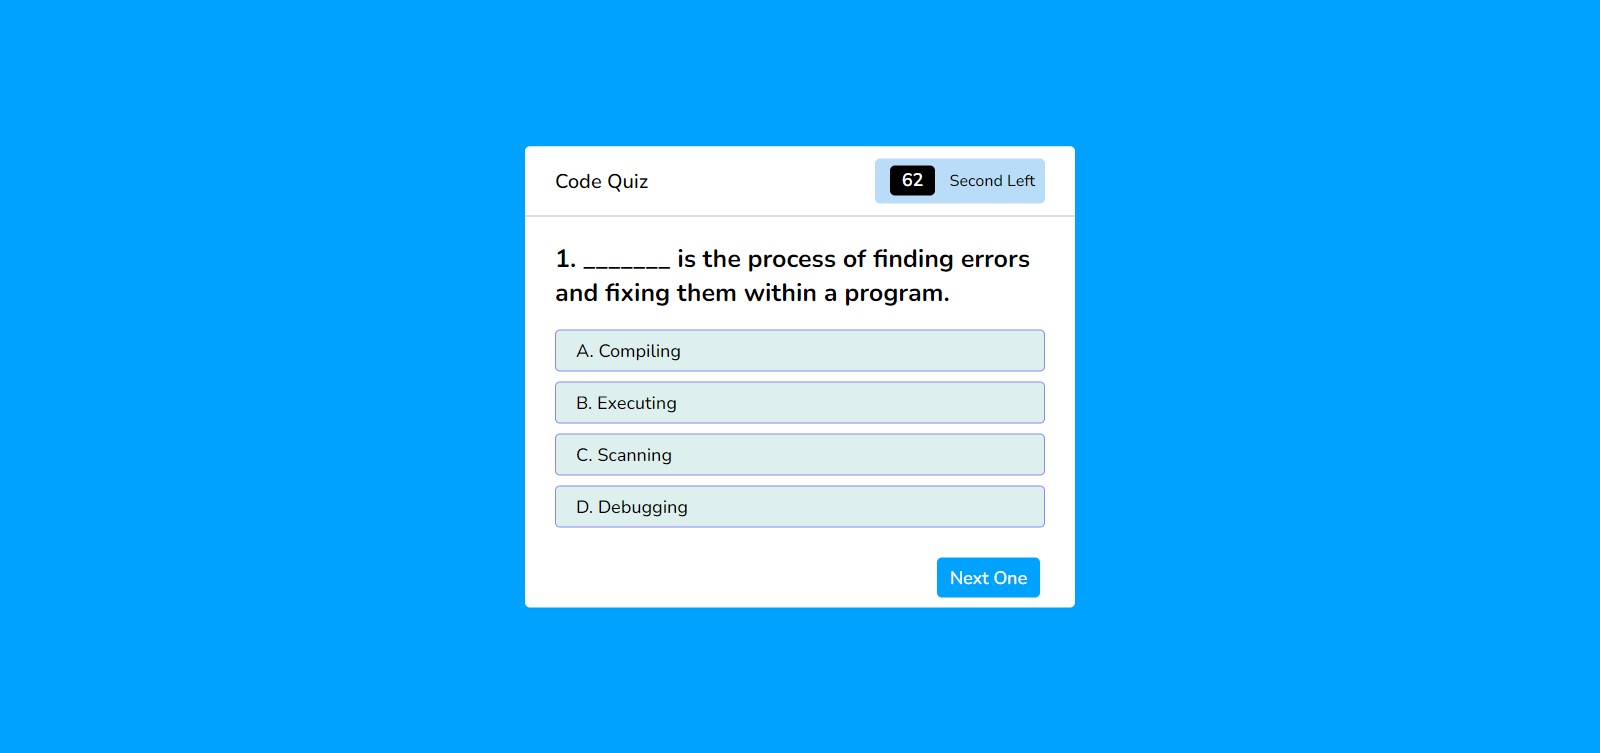 Code Quiz
62 Second Left
1. _______ is the process of finding errors
and fixing them within a program.
A. Compiling
B. Executing
C. Scanning
D. Debugging
Next One